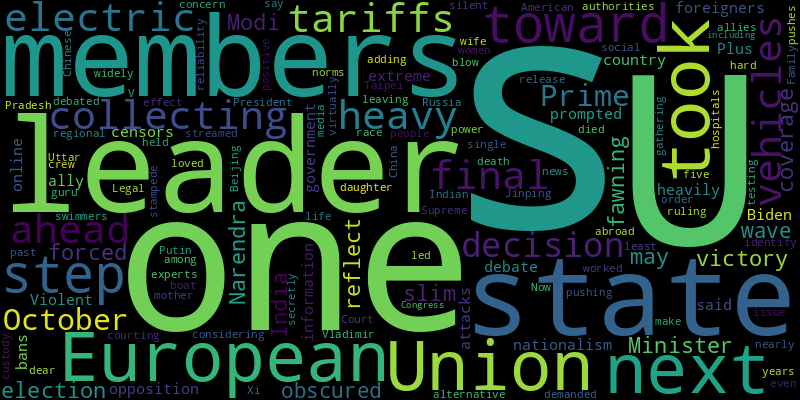 concern
say
silent
American
authorities
foreigners
electric
tariffs
Modi
toward
pushes
allies
wife
social
Plus
including
members
S
U
took
vehicles
Family
country
hard
Chinese
reliability
positive
women
blow
widely
adding
norms
extreme
Taipei
release
Prime
coverage
V
Pradesh
debated
effect
President
leaving
Russia
prompted
heavily
hospitals
collecting
heavy
virtually
media
died
gathering
leader
regional
held
streamed
race
people
power
single
five
censors
government
China
death
news
online
Uttar
crew
stampede
loved
Beijing
final
fawning
order
testing
ally
guru
Legal
daughter
Indian
Jinping
ruling
swimmers
life
Supreme
abroad
Biden
ahead
one
Narendra
reflect
led
decision
least
may
wave
identify
past
forced
Putin
among
India
secretly
information
debate
worked
victory
step
experts
boat
mother
slim
attacks
state
Now
pushing
said
Violent
Congress
October
Court
Vladimir
make
issue
bans
courting
considering
nationalism
Minister
nearly
custody
dear
European
Union
next
years
election
opposition
Xi
obscured
alternative
demanded
even